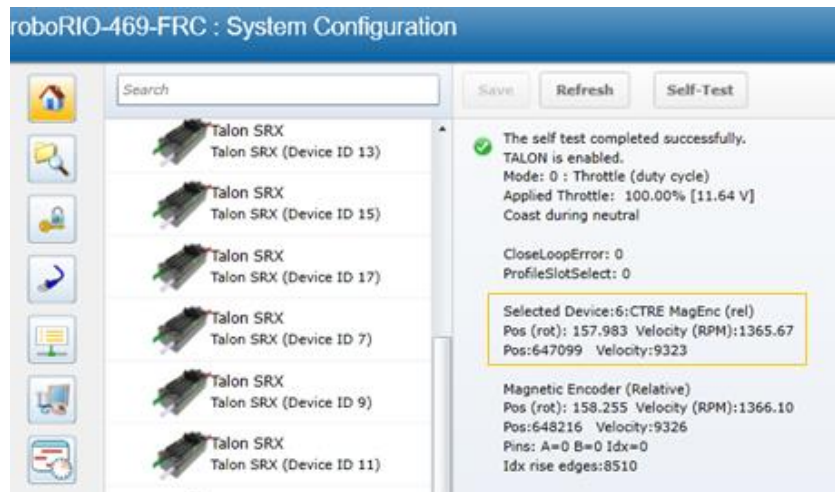 roboRIO-469-FRC : System Configuration
Search
Talon SRX
Talon SRX (Device ID 13)
Talon SRX
Talon SRX (Device ID 15)
Talon SRX
Talon SRX (Device ID 17)
Talon SRX
Talon SRX (Device ID 7)
Talon SRX
Talon SRX (Device ID 9)
Talon SRX
Talon SRX (Device ID 11)
Save Refresh Self-Test
The self test completed successfully.
TALON is enabled.
Mode: 0 : Throttle (duty cycle)
Applied Throttle: 100.00% [11.64 V]
Coast during neutral
CloseLoopError: 0
ProfileSlotSelect: 0
Selected Device:6:CTRE MagEnc (rel)
Pos (rot): 157.983 Velocity (RPM):1365.67
Pos:647099 Velocity:9323
Magnetic Encoder (Relative)
Pos (rot): 158.255 Velocity (RPM):1366.10
Pos:648216 Velocity:9326
Pins: A=0 B=0 Idx=0
Idx rise edges:8510